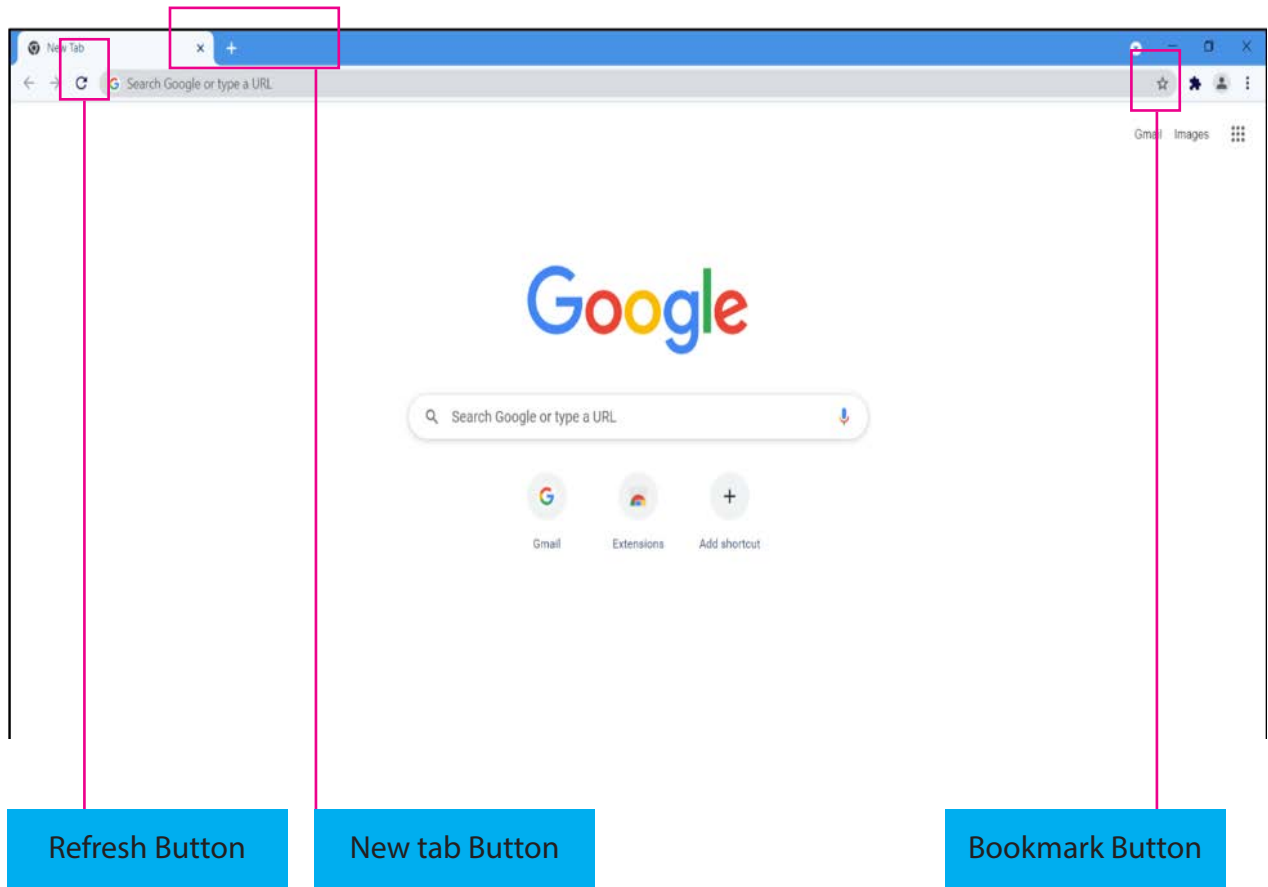 New Tab
Search Google or type a URL
Gmail Images
Google
Search Google or type a URL
Gmail Extensions Add shortcut
Refresh Button New tab Button Bookmark Button